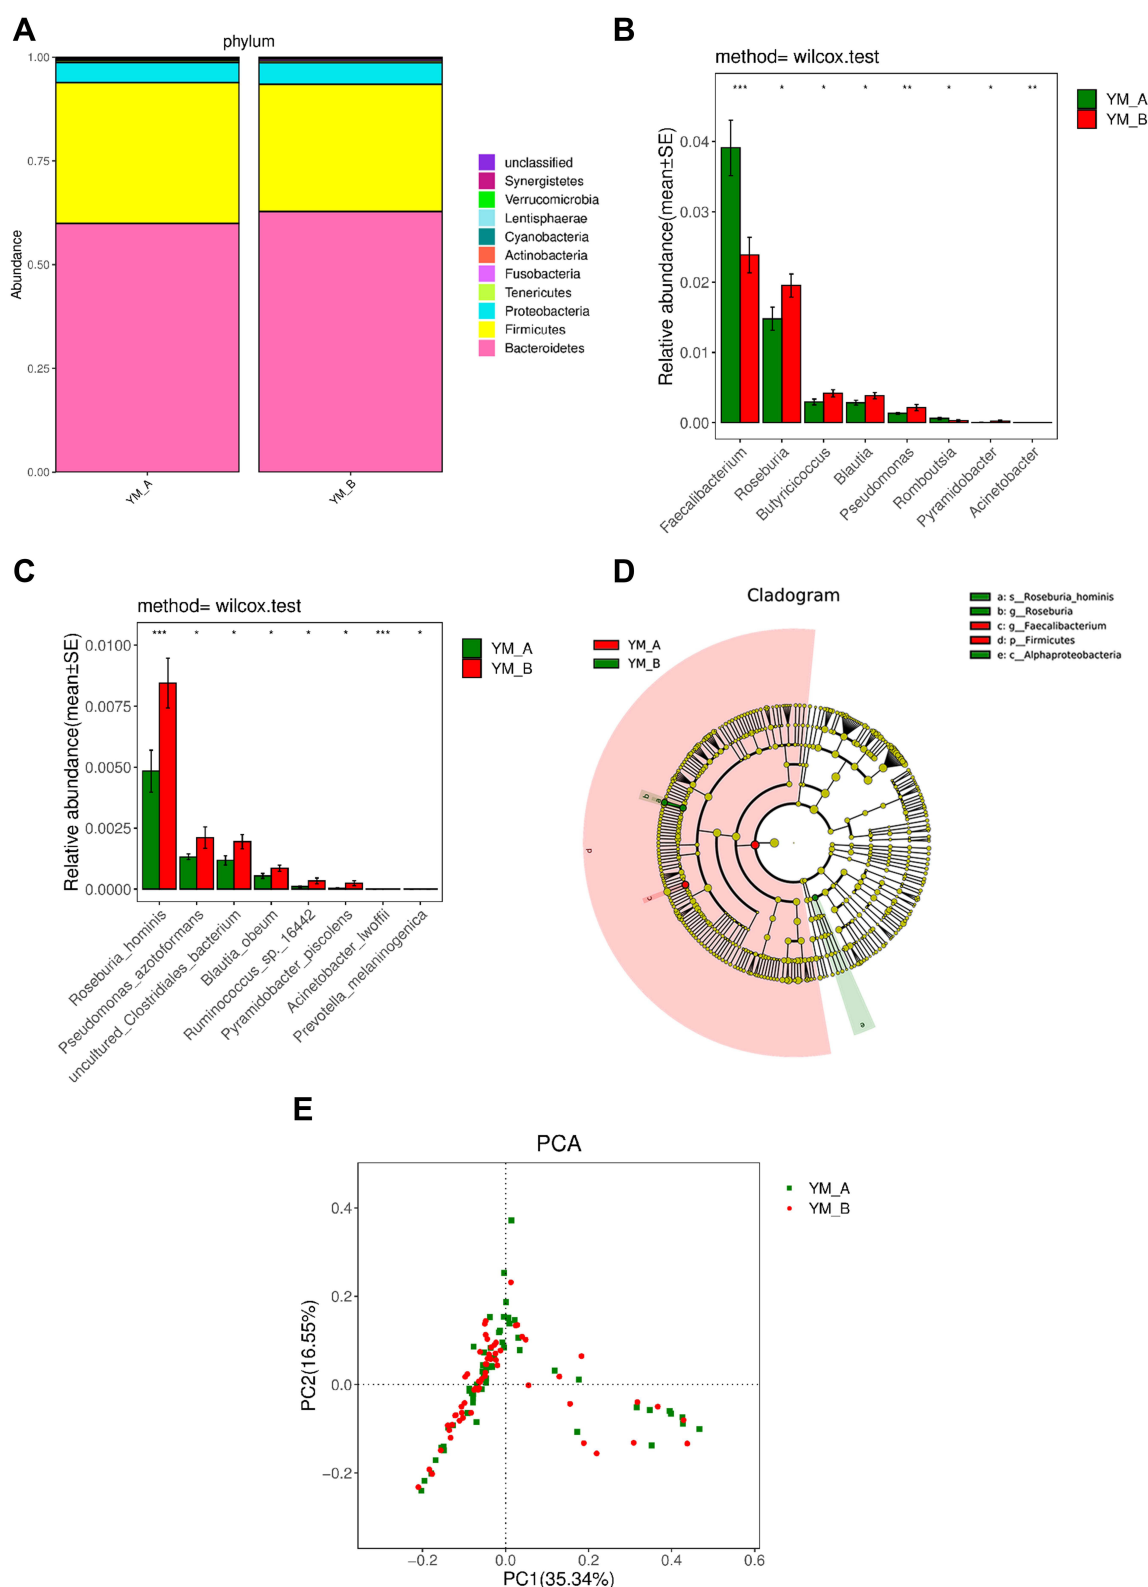 A
phylum
1.00
0.75
0.50
0.25
0.00
Abundance
YM_A
YM_B
unclassified
Synergistetes
Verrucomicrobia
Lentisphaerae
Cyanobacteria
Actinobacteria
Fusobacteria
Tenericutes
Proteobacteria
Firmicutes
Bacteroidetes
B
method= wilcox.test
*** * * * ** * * **
YM_A
YM_B
Relative abundance(mean±SE)
0.04
0.03
0.02
0.01
0.00
Faecalibacterium
Roseburia
Butyricicoccus
Blautia
Pseudomonas
Romboutsia
Pyramidobacter
Acinetobacter
C
method= wilcox.test
*** * * * * * *** *
YM_A
YM_B
Relative abundance(mean±SE)
0.0100
0.0075
0.0050
0.0025
0.0000
Roseburia_hominis
Pseudomonas_azotoformans
uncultured_Clostridiales_bacterium
Blautia_obeum
Ruminococcus_sp._16442
Pyramidobacter_piscolens
Acinetobacter_lwoffii
Prevotella_melaninogenica
D
Cladogram
YM_A
YM_B
a: s__Roseburia_hominis
b: g__Roseburia
c: g__Faecalibacterium
d: p__Firmicutes
e: c__Alphaproteobacteria
b
a
d
c
e
E
PCA
YM_A
YM_B
PC2(16.55%)
0.4
0.2
0.0
−0.2
−0.2
0.0
0.2
0.4
0.6
PC1(35.34%)